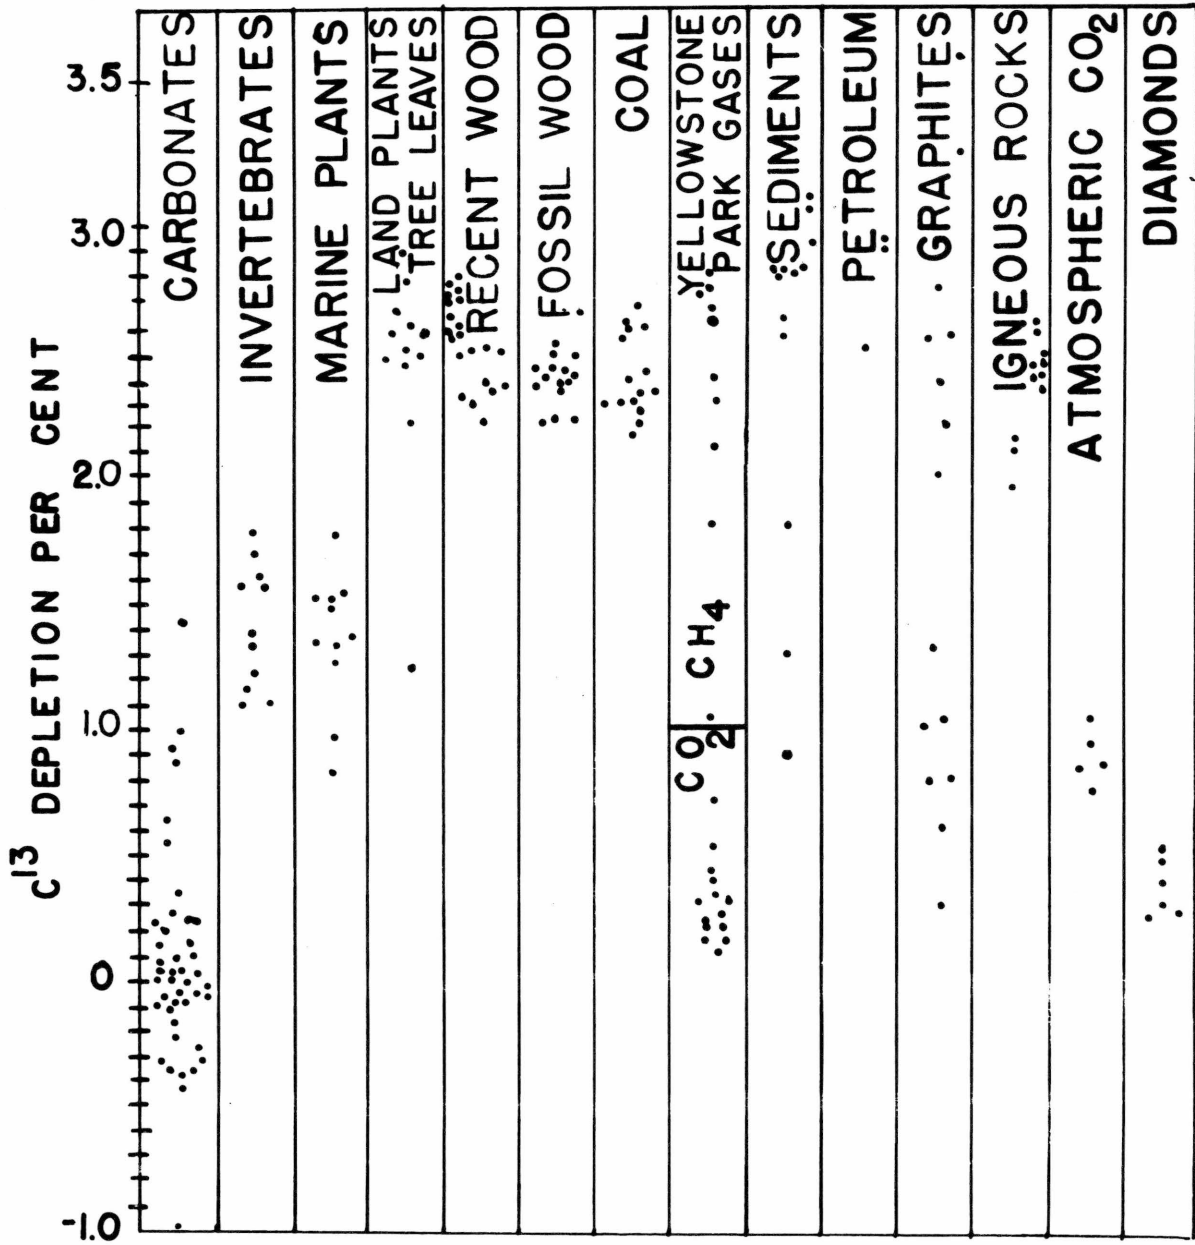 C13 DEPLETION PER CENT
3.5
3.0
2.0
1.0
0
-1.0
CARBONATES
INVERTEBRATES
MARINE PLANTS
LAND PLANTS
TREE LEAVES
RECENT WOOD
FOSSIL WOOD
COAL
YELLOWSTONE
PARK GASES
CH4
CO2
SEDIMENTS
PETROLEUM
GRAPHITES
IGNEOUS ROCKS
ATMOSPHERIC CO2
DIAMONDS